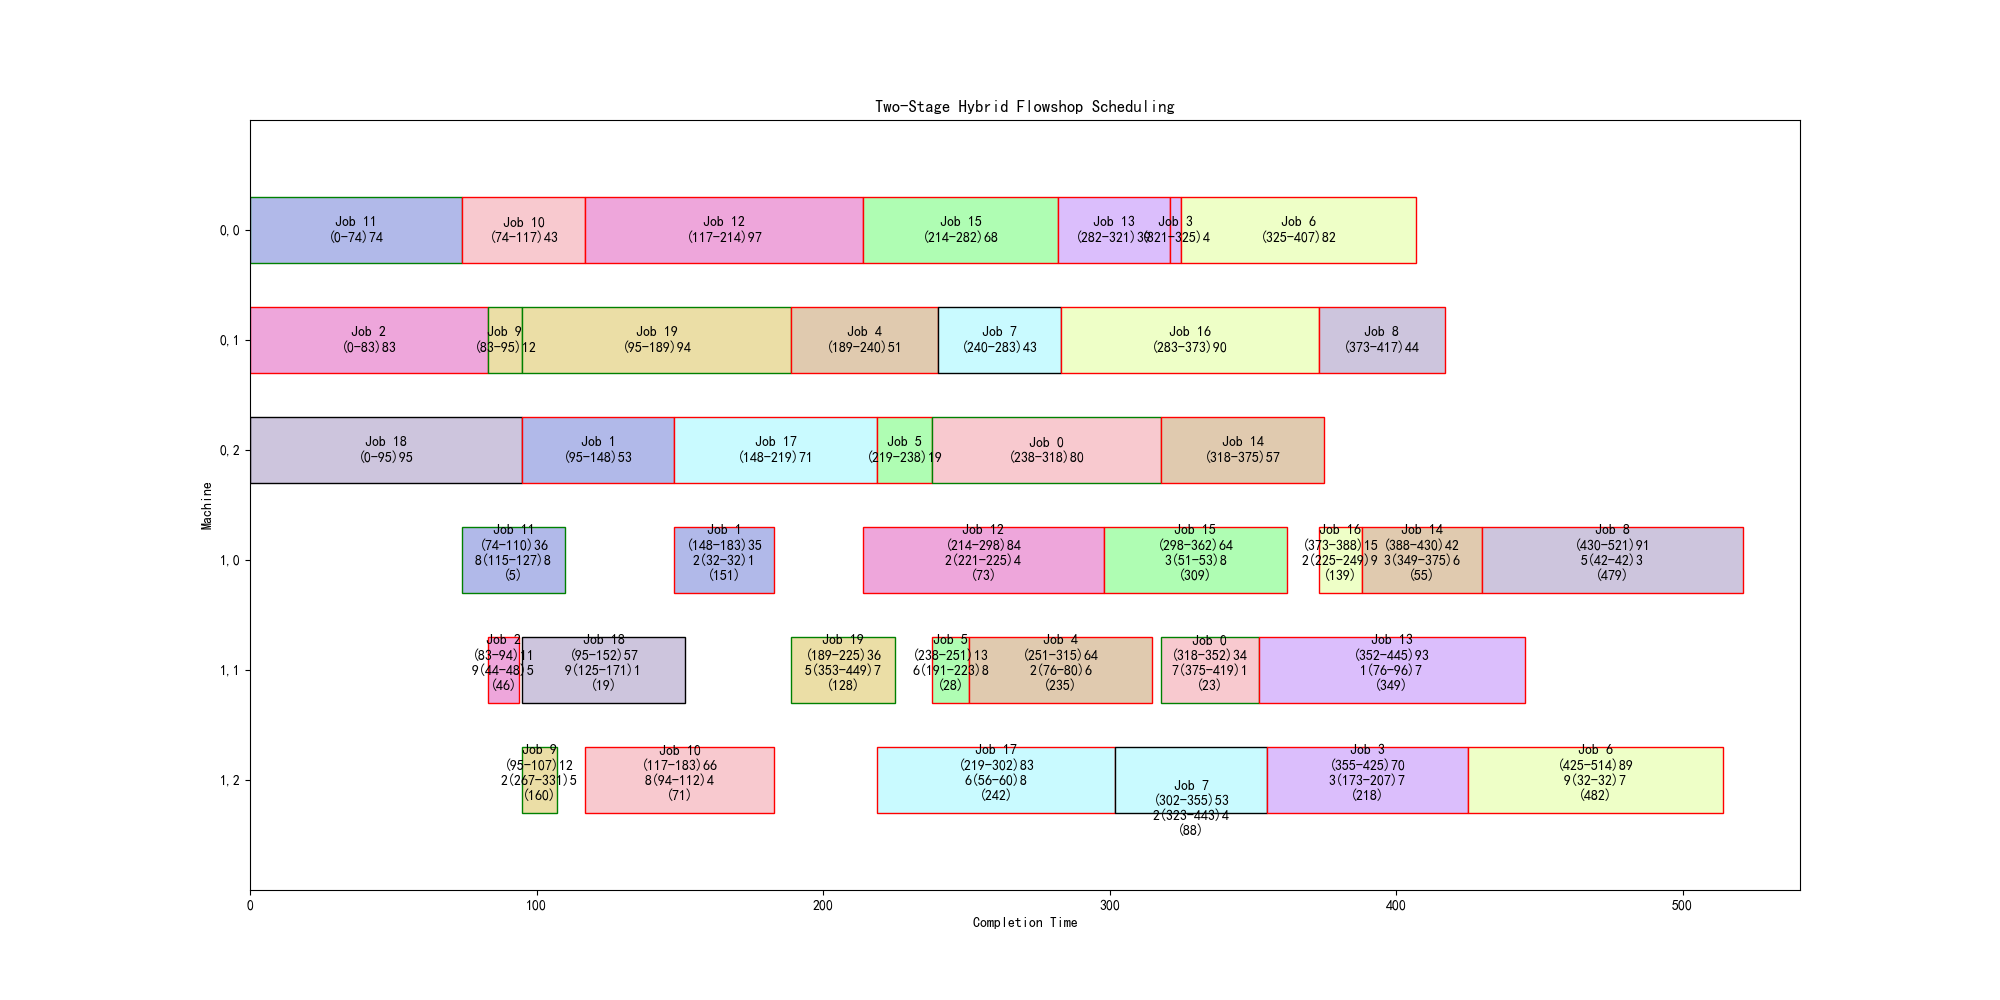 Two-Stage Hybrid Flowshop Scheduling
Machine
0,0
Job 11
(0-74)74
Job 10
(74-117)43
Job 12
(117-214)97
Job 15
(214-282)68
Job 13
(282-321)39
Job 3
(321-325)4
Job 6
(325-407)82
0,1
Job 2
(0-83)83
Job 9
(83-95)12
Job 19
(95-189)94
Job 4
(189-240)51
Job 7
(240-283)43
Job 16
(283-373)90
Job 8
(373-417)44
0,2
Job 18
(0-95)95
Job 1
(95-148)53
Job 17
(148-219)71
Job 5
(219-238)19
Job 0
(238-318)80
Job 14
(318-375)57
1,0
Job 11
(74-110)36
8(115-127)8
(5)
Job 1
(148-183)35
2(32-32)1
(151)
Job 12
(214-298)84
2(221-225)4
(73)
Job 15
(298-362)64
3(51-53)8
(309)
Job 16
(373-388)15
2(225-249)9
(139)
Job 14
(388-430)42
3(349-375)6
(55)
Job 8
(430-521)91
5(42-42)3
(479)
1,1
Job 2
(83-94)11
9(44-48)5
(46)
Job 18
(95-152)57
9(125-171)1
(19)
Job 19
(189-225)36
5(353-449)7
(128)
Job 5
(238-251)13
6(191-223)8
(28)
Job 4
(251-315)64
2(76-80)6
(235)
Job 0
(318-352)34
7(375-419)1
(23)
Job 13
(352-445)93
1(76-96)7
(349)
1,2
Job 9
(95-107)12
2(267-331)5
(160)
Job 10
(117-183)66
8(94-112)4
(71)
Job 17
(219-302)83
6(56-60)8
(242)
Job 7
(302-355)53
2(323-443)4
(88)
Job 3
(355-425)70
3(173-207)7
(218)
Job 6
(425-514)89
9(32-32)7
(482)
0
100
200
300
400
500
Completion Time